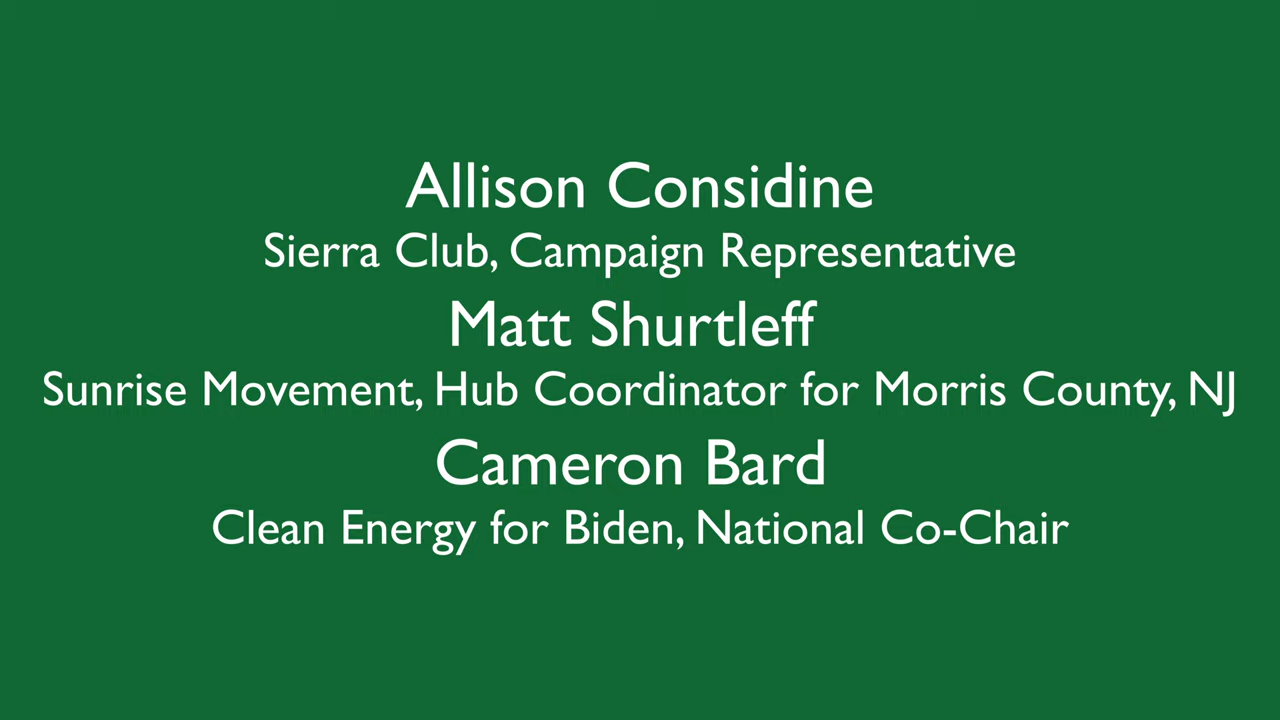 Allison Considine
Sierra Club, Campaign Representative
Matt Shurtleff
Sunrise Movement, Hub Coordinator for Morris County, NJ
Cameron Bard
Clean Energy for Biden, National Co-Chair